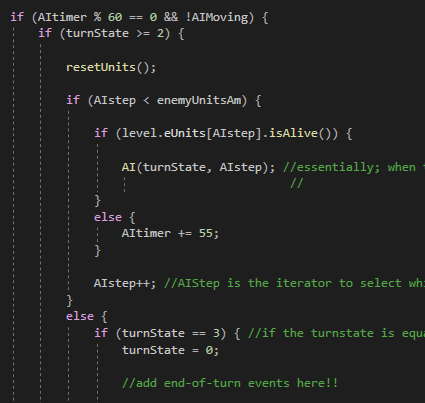 if (AItimer % 60 == 0 && !AIMoving) {
if (turnState >= 2) {
resetUnits();
if (AIstep < enemyUnitsAm) {
if (level.eUnits[AIstep].isAlive()) {
AI(turnState, AIstep); //essentially; when
//
}
else {
AItimer += 55;
}
AIstep++; //AIStep is the iterator to select
}
else {
if (turnState == 3) { //if the turnstate is
turnState = 0;
//add end-of-turn events here!!